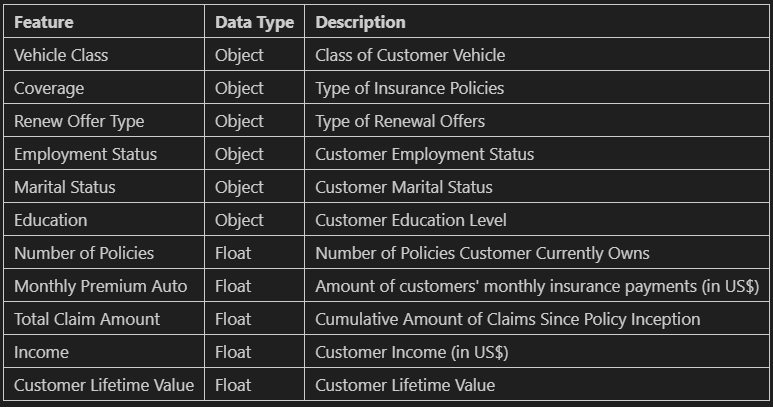 Feature Data Type Description
Vehicle Class Object Class of Customer Vehicle
Coverage Object Type of Insurance Policies
Renew Offer Type Object Type of Renewal Offers
Employment Status Object Customer Employment Status
Marital Status Object Customer Marital Status
Education Object Customer Education Level
Number of Policies Float Number of Policies Customer Currently Owns
Monthly Premium Auto Float Amount of customers' monthly insurance payments (in US$)
Total Claim Amount Float Cumulative Amount of Claims Since Policy Inception
Income Float Customer Income (in US$)
Customer Lifetime Value Float Customer Lifetime Value